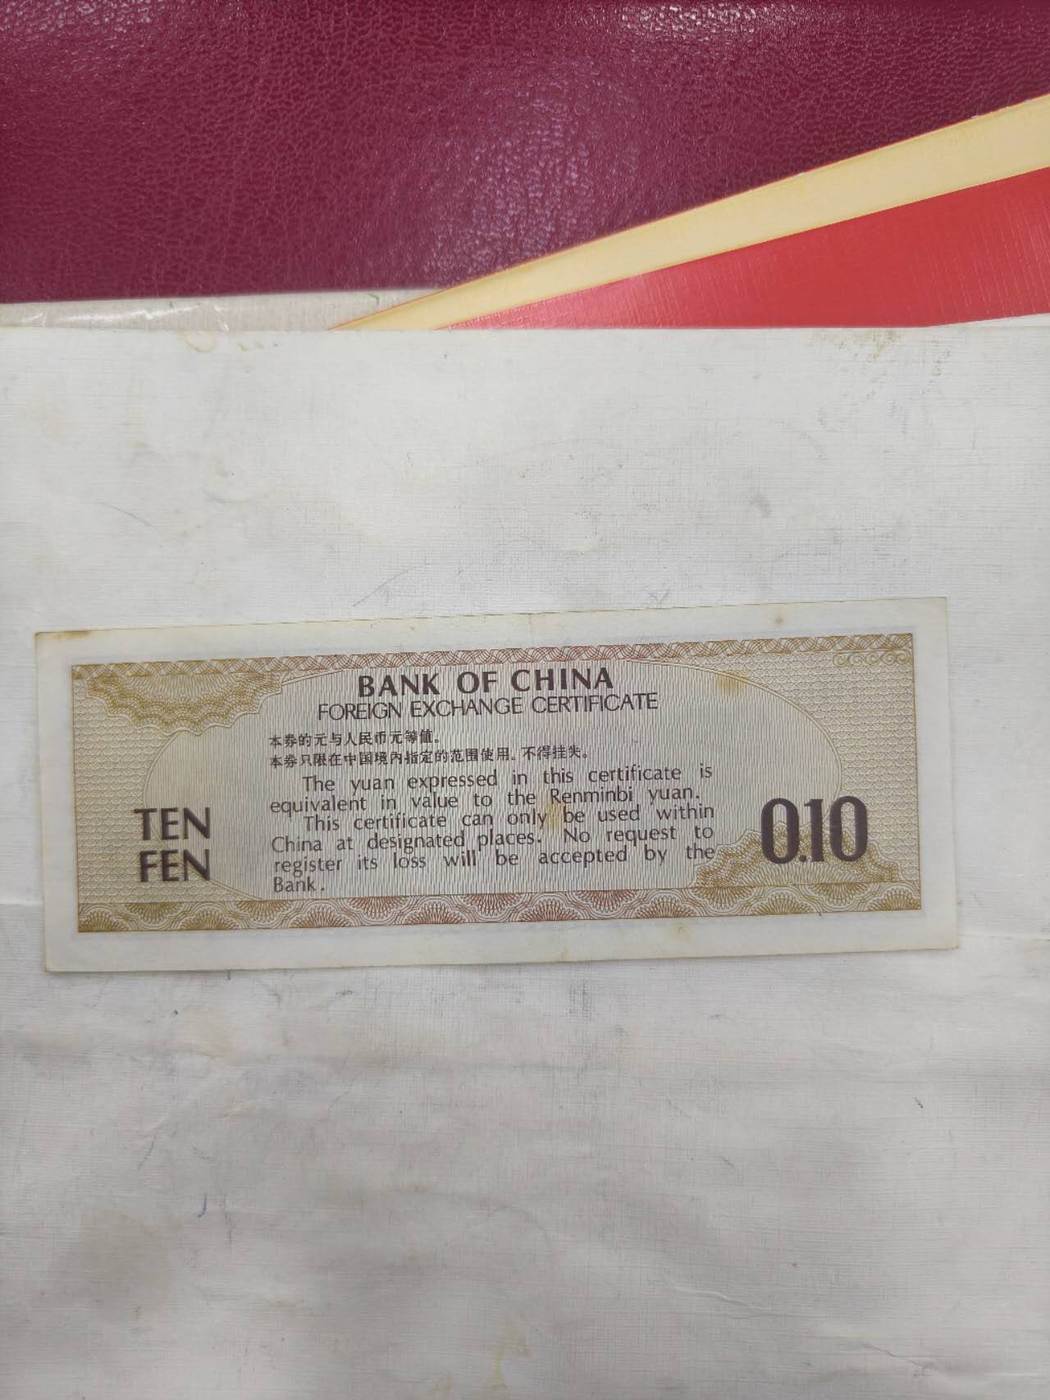 BANK OF CHINA
FOREIGN EXCHANGE CERTIFICATE
本券的元与人民币元等值。
本券只限在中国境内指定的范围使用。不得挂失。
The yuan expressed in this certificate is
equivalent in value to the Renminbi yuan.
This certificate can only be used within
China at designated places. No request to
register its loss will be accepted by the
Bank.
TEN
FEN
0.10